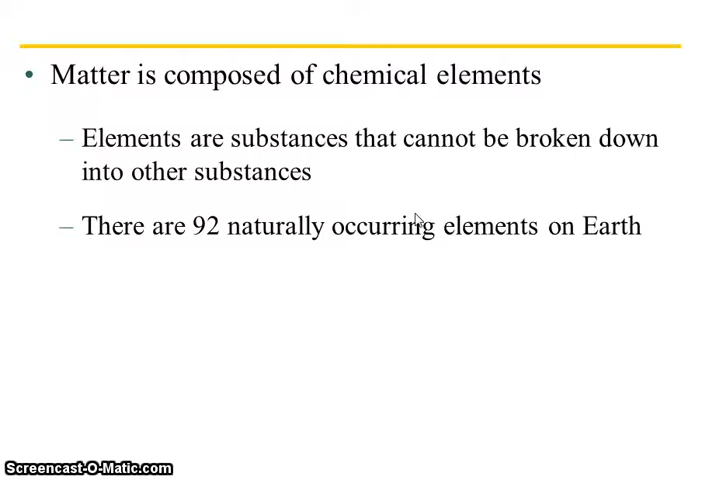 • Matter is composed of chemical elements
– Elements are substances that cannot be broken down
into other substances
– There are 92 naturally occurring elements on Earth
Screencast-O-Matic.com